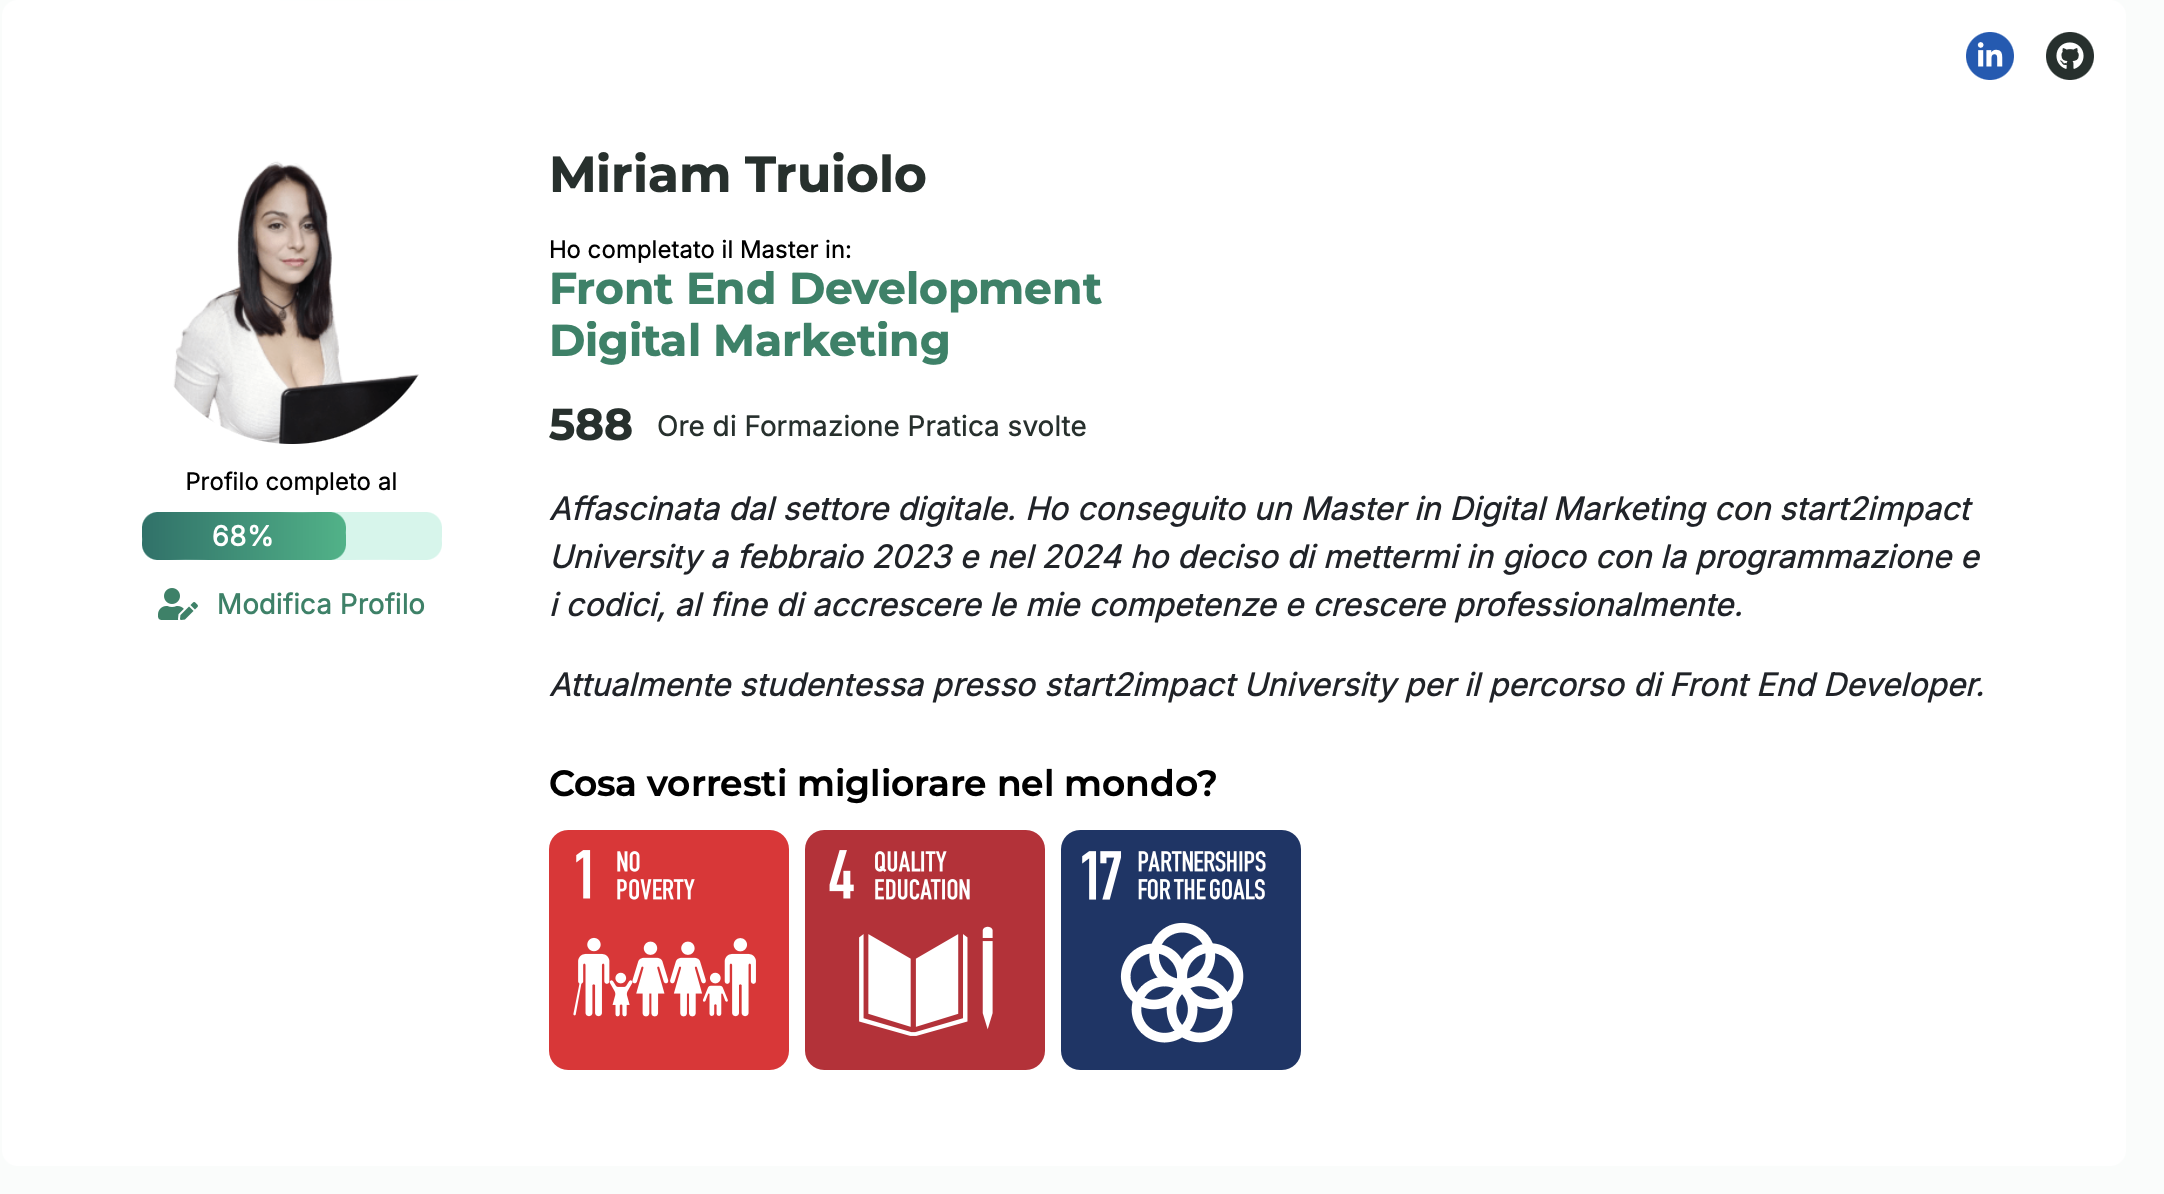 in
Miriam Truiolo
Ho completato il Master in:
Front End Development
Digital Marketing
588 Ore di Formazione Pratica svolte
Profilo completo al
68%
Modifica Profilo
Affascinata dal settore digitale. Ho conseguito un Master in Digital Marketing con start2impact
University a febbraio 2023 e nel 2024 ho deciso di mettermi in gioco con la programmazione e
i codici, al fine di accrescere le mie competenze e crescere professionalmente.
Attualmente studentessa presso start2impact University per il percorso di Front End Developer.
Cosa vorresti migliorare nel mondo?
1 NO
POVERTY
4 QUALITY
EDUCATION
17 PARTNERSHIPS
FOR THE GOALS